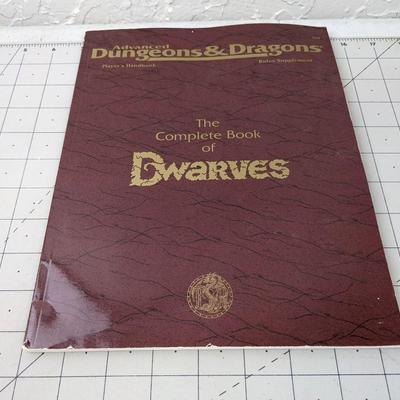 Advanced
Dungeons & Dragons
Player's Handbook Rules Supplement
The
Complete Book
of
Dwarves